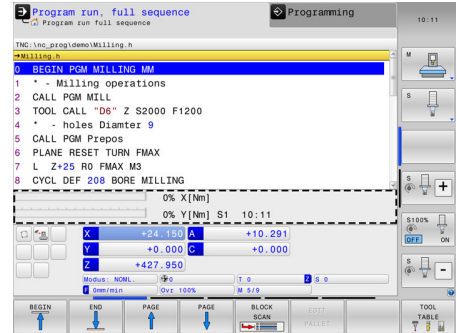 Program run, full sequence
Program run full sequence
Programming
10:11
TNC:\nc_prog\demo\Milling.h
→Milling.h
0 BEGIN PGM MILLING MM
1 * - Milling operations
2 CALL PGM MILL
3 TOOL CALL "D6" Z S2000 F1200
4 * - holes Diamter 9
5 CALL PGM Prepos
6 PLANE RESET TURN FMAX
7 L Z+25 R0 FMAX M3
8 CYCL DEF 208 BORE MILLING
0% X[Nm]
0% Y[Nm] S1 10:11
X +24.150 A +10.291
Y +0.000 C +0.000
Z +427.950
Modus: NOML. 0 T 0 Z S 0
F 0mm/min Ovr 100% M 5/9
M
S
S
S100%
OFF ON
S
BEGIN
END
PAGE
PAGE
BLOCK SCAN
EDIT PALLET
TOOL TABLE